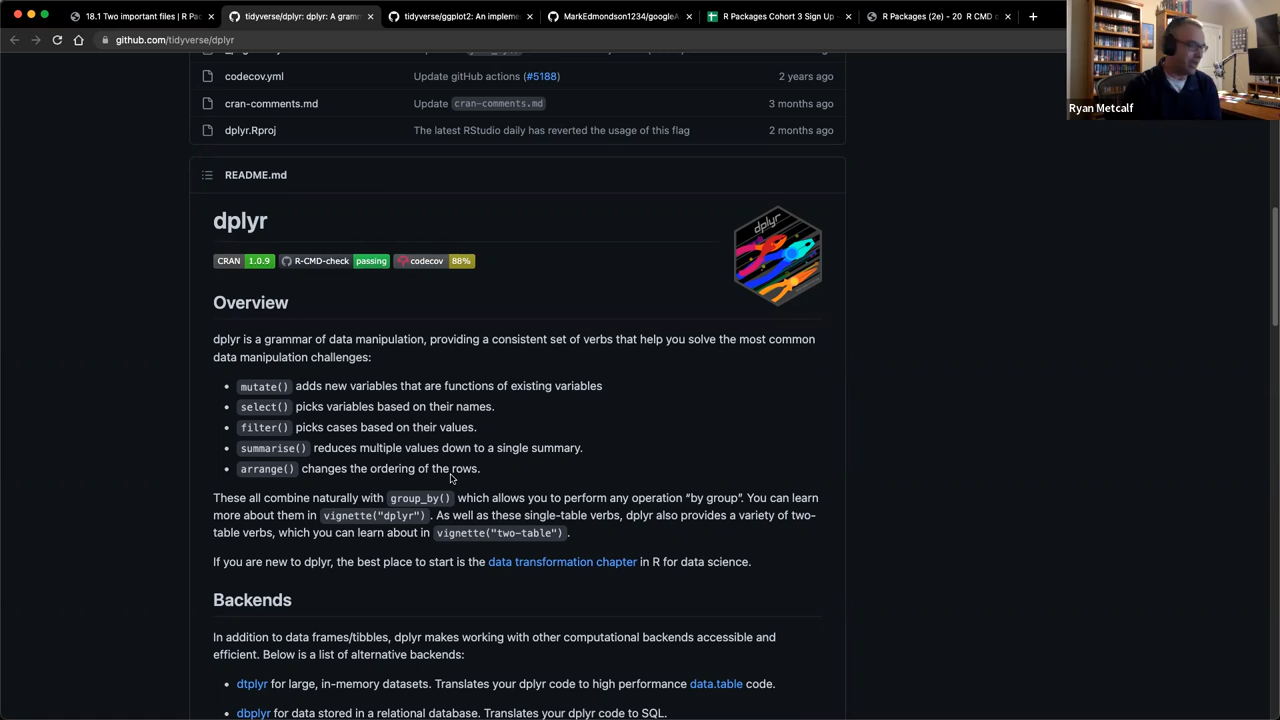 18.1 Two important files | R Pa
tidyverse/dplyr: dplyr: A gram
tidyverse/ggplot2: An impleme
MarkEdmondson1234/googleA
R Packages Cohort 3 Sign Up -
R Packages (2e) - 20 R CMD c
github.com/tidyverse/dplyr
Ryan Metcalf
codecov.yml Update gitHub actions (#5188) 2 years ago
cran-comments.md Update cran-comments.md 3 months ago
dplyr.Rproj The latest RStudio daily has reverted the usage of this flag 2 months ago
README.md
dplyr
dplyr
CRAN 1.0.9 R-CMD-check passing codecov 88%
Overview
dplyr is a grammar of data manipulation, providing a consistent set of verbs that help you solve the most common
data manipulation challenges:
• mutate() adds new variables that are functions of existing variables
• select() picks variables based on their names.
• filter() picks cases based on their values.
• summarise() reduces multiple values down to a single summary.
• arrange() changes the ordering of the rows.
These all combine naturally with group_by() which allows you to perform any operation “by group”. You can learn
more about them in vignette("dplyr"). As well as these single-table verbs, dplyr also provides a variety of two-
table verbs, which you can learn about in vignette("two-table").
If you are new to dplyr, the best place to start is the data transformation chapter in R for data science.
Backends
In addition to data frames/tibbles, dplyr makes working with other computational backends accessible and
efficient. Below is a list of alternative backends:
• dtplyr for large, in-memory datasets. Translates your dplyr code to high performance data.table code.
• dbplyr for data stored in a relational database. Translates your dplyr code to SQL.